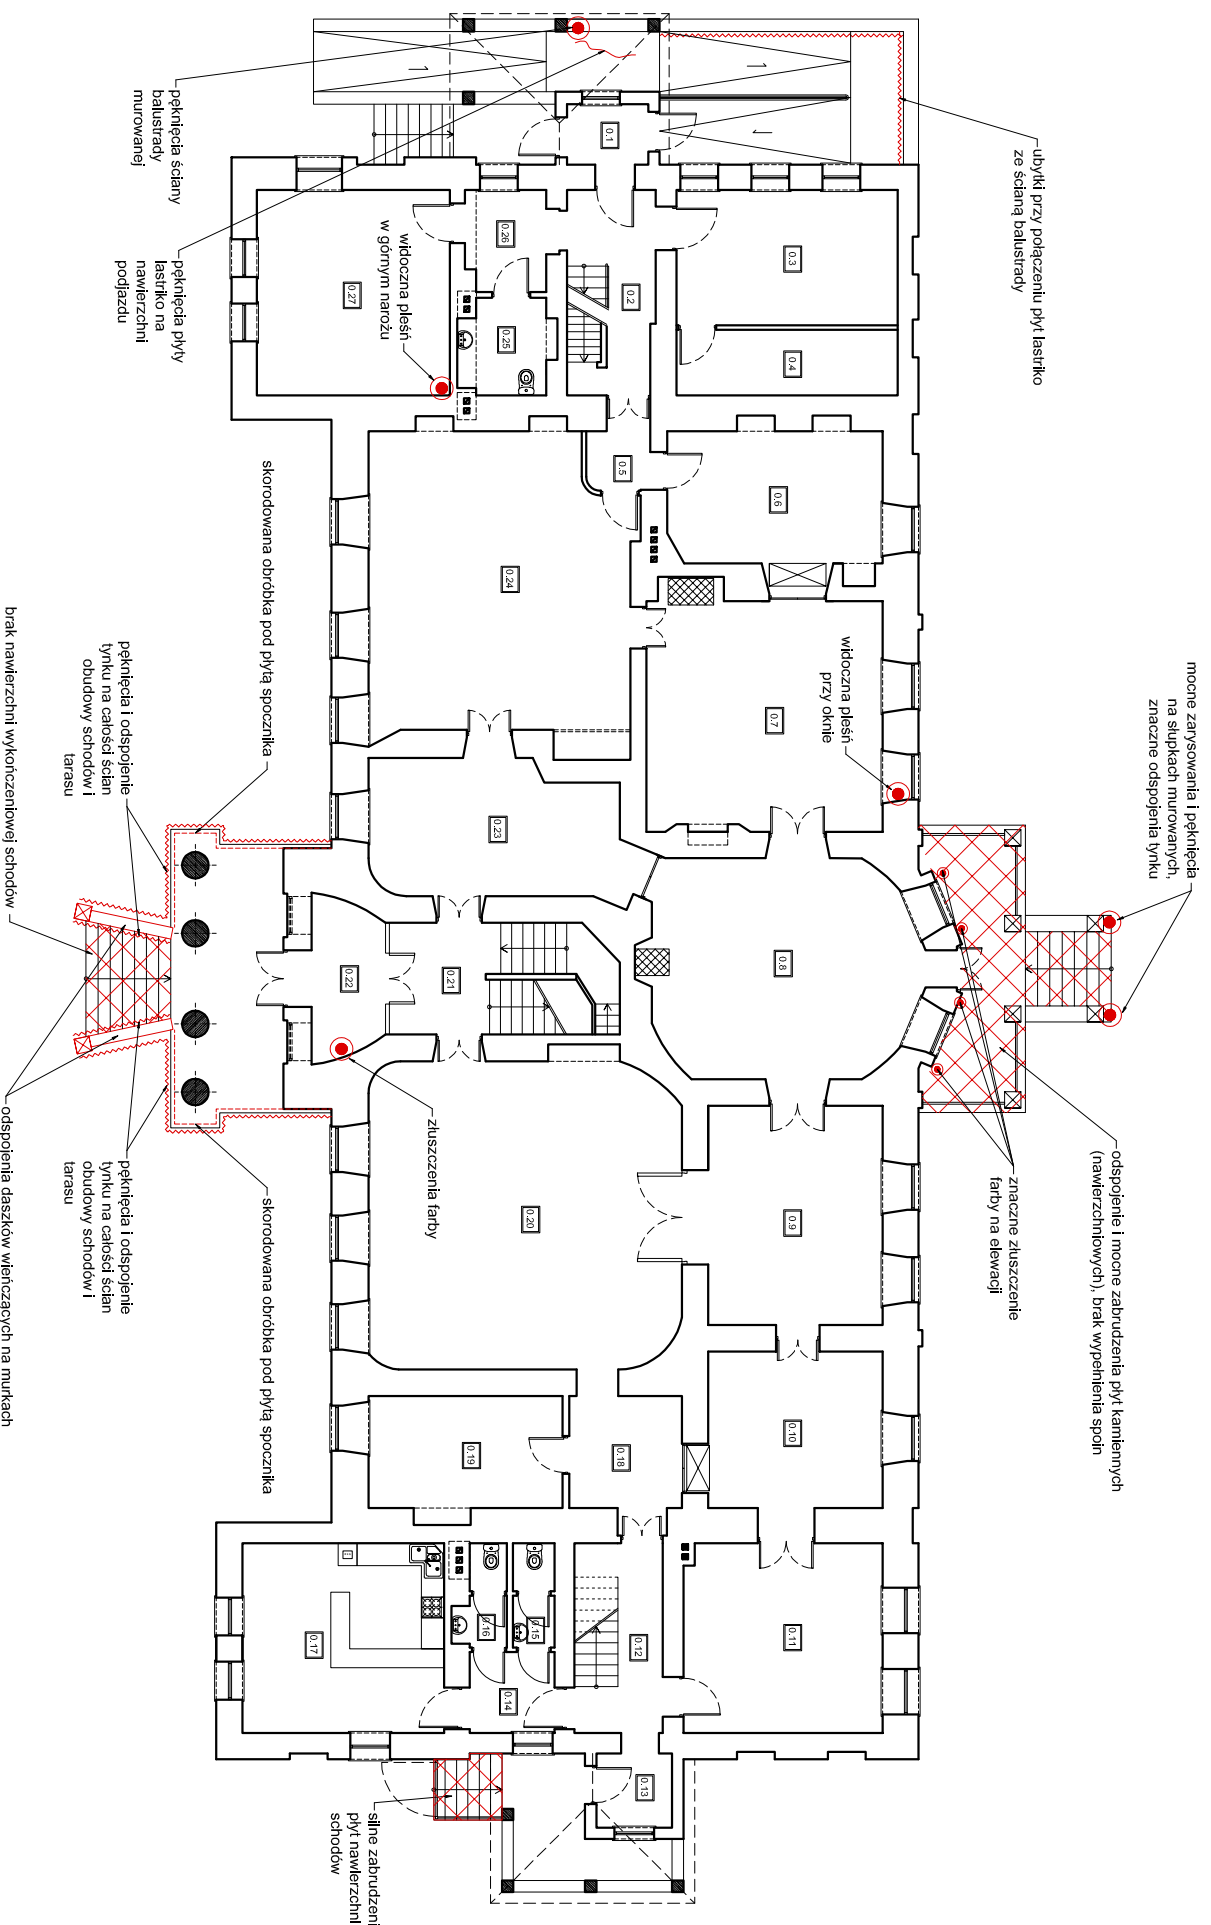 mocne zarysowania i pęknięcia
na słupkach murowanych,
znaczne odspojenia tynku
ubytki przy połączeniu płyt lastriko
ze ścianą balustrady
odspojenie i mocne zabrudzenia płyt kamiennych
(nawierzchniowych), brak wypełnienia spoin
znaczne złuszczenie
farby na elewacji
widoczna pleśń
przy oknie
0.3
0.4
0.6
0.7
0.8
0.9
0.10
0.11
0.1
0.2
0.5
0.18
0.12
0.13
0.26
0.25
0.24
0.23
0.21
0.20
0.19
0.16
0.15
0.14
0.27
0.22
0.17
1
1
1
widoczna pleśń
w górnym narożu
złuszczenia farby
pęknięcia ściany
balustrady
murowanej
pęknięcia płyty
lastriko na
nawierzchni
podjazdu
skorodowana obróbka pod płytą spocznika
skorodowana obróbka pod płytą spocznika
silne zabrudzeni
płyt nawierzchni
schodów
pęknięcia i odspojenie
tynku na całości ścian
obudowy schodów i
tarasu
pęknięcia i odspojenie
tynku na całości ścian
obudowy schodów i
tarasu
brak nawierzchni wykończeniowej schodów
odspojenia daszków wieńczących na murkach